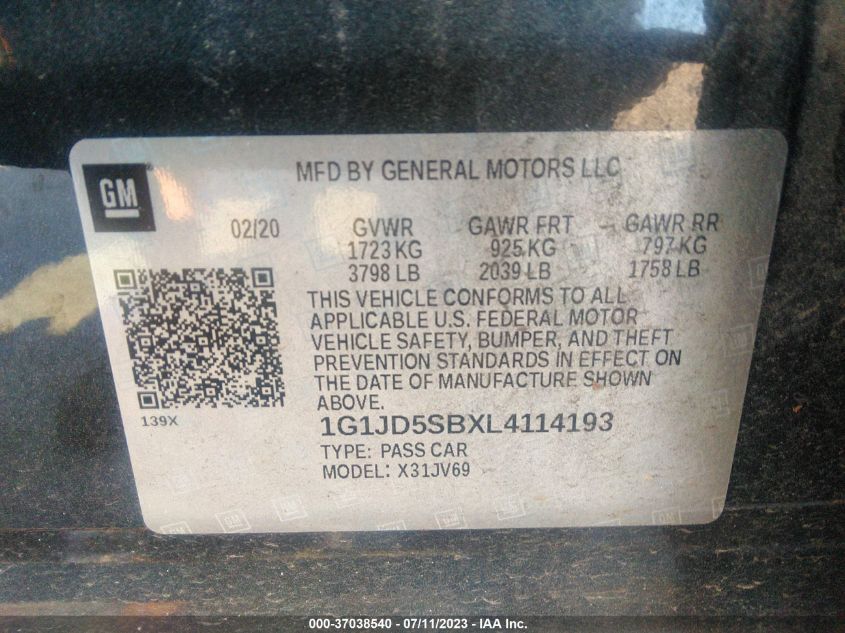 GM
MFD BY GENERAL MOTORS LLC
02/20 GVWR GAWR FRT GAWR RR
1723 KG 925 KG 797 KG
3798 LB 2039 LB 1758 LB
THIS VEHICLE CONFORMS TO ALL
APPLICABLE U.S. FEDERAL MOTOR
VEHICLE SAFETY, BUMPER, AND THEFT
PREVENTION STANDARDS IN EFFECT ON
THE DATE OF MANUFACTURE SHOWN
ABOVE.
139X
1G1JD5SBXL4114193
TYPE: PASS CAR
MODEL: X31JV69
000-37038540 - 07/11/2023 - IAA Inc.